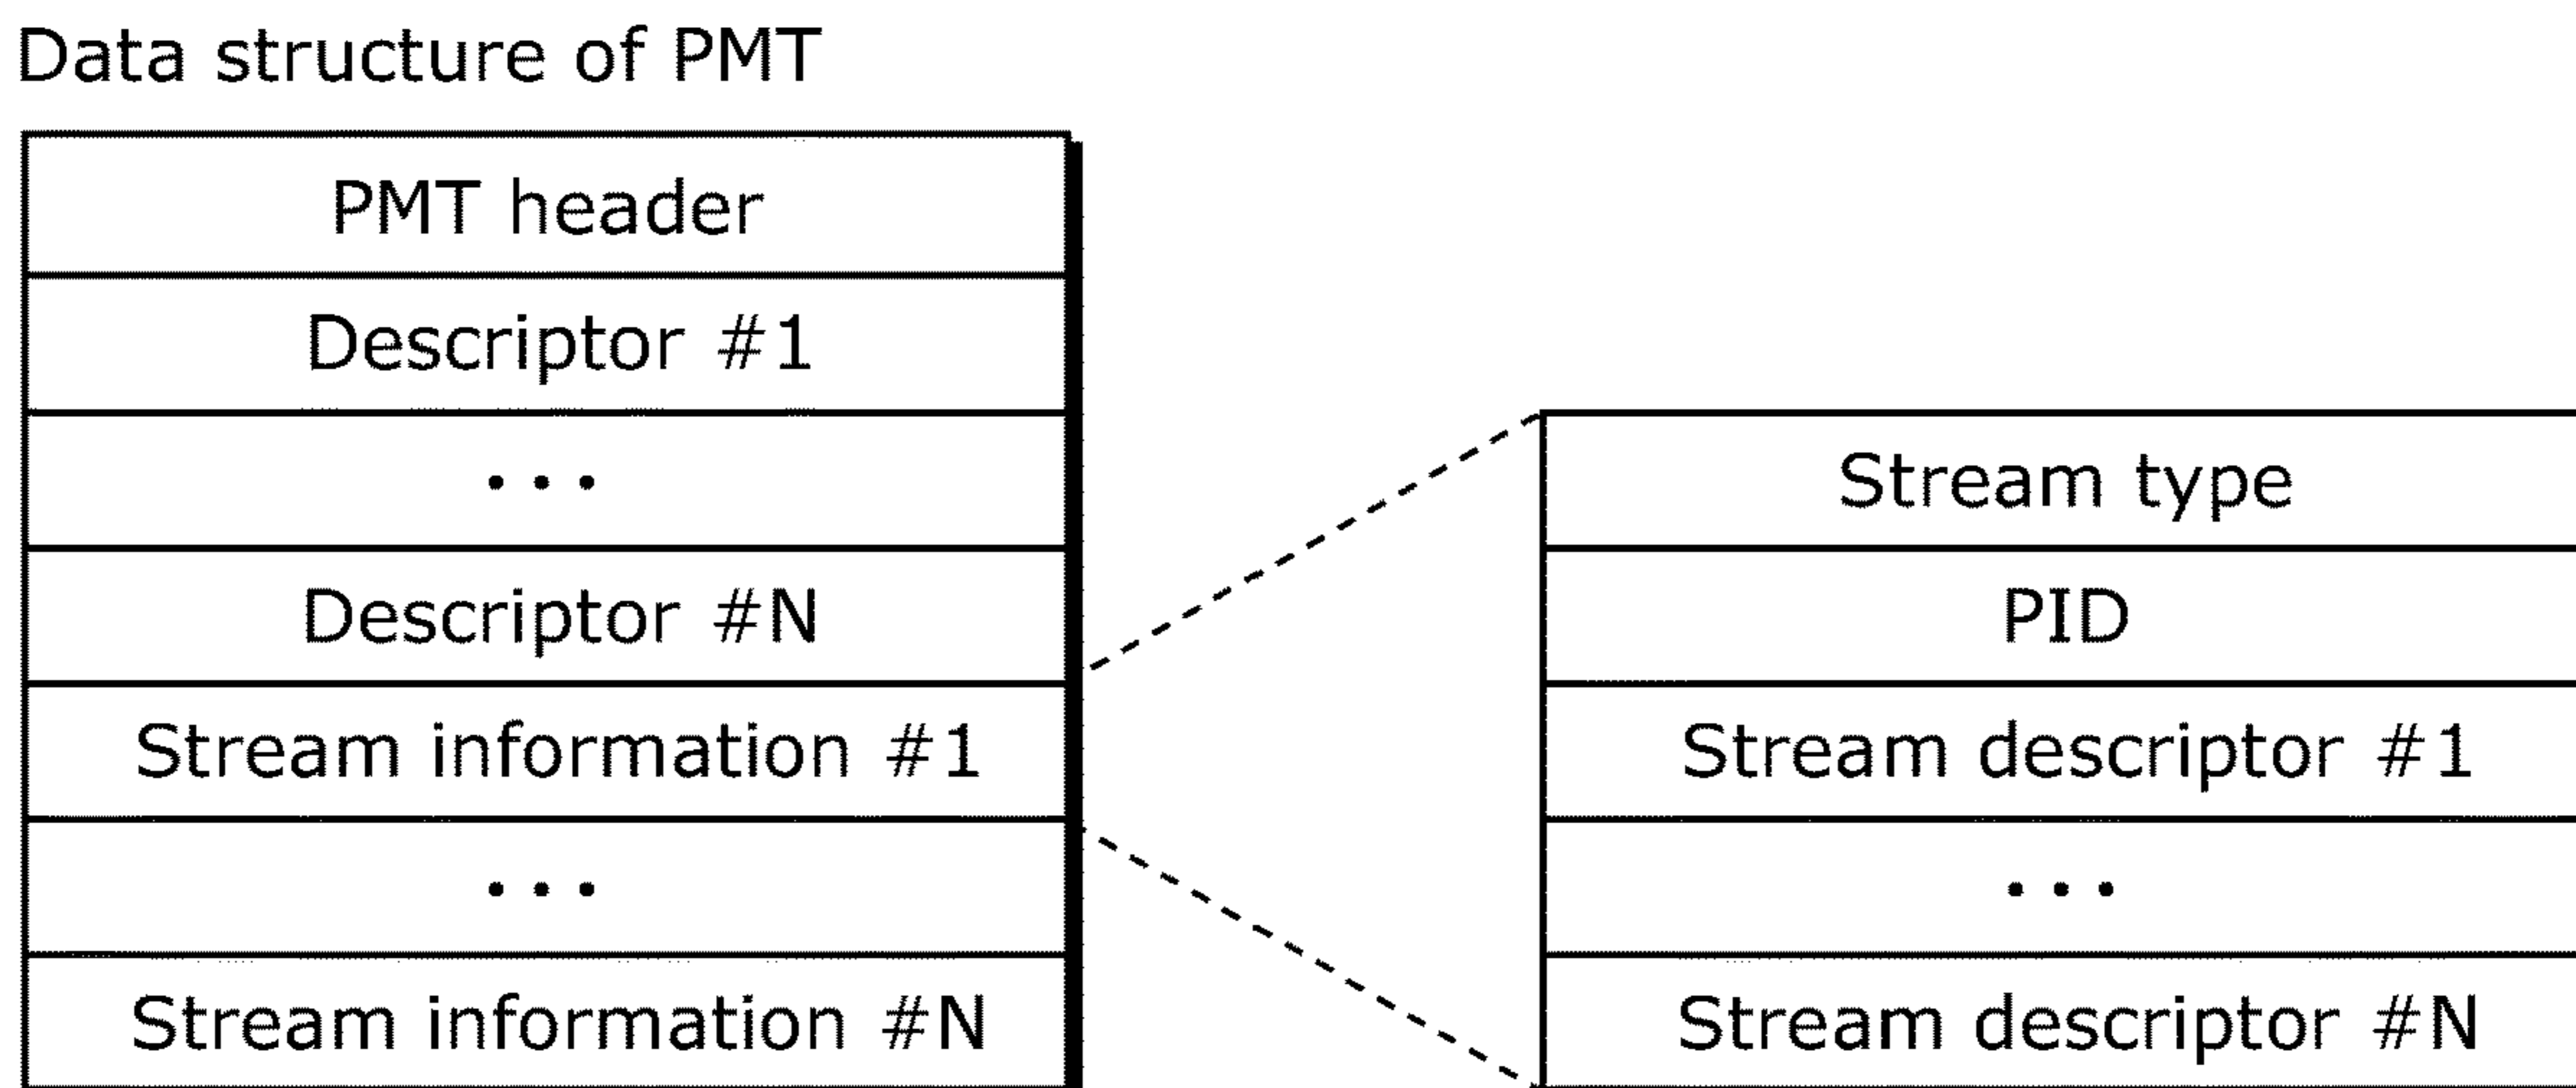 Data structure of PMT
PMT header
Descriptor #1
...
Descriptor #N
Stream information #1
...
Stream information #N
Stream type
PID
Stream descriptor #1
...
Stream descriptor #N